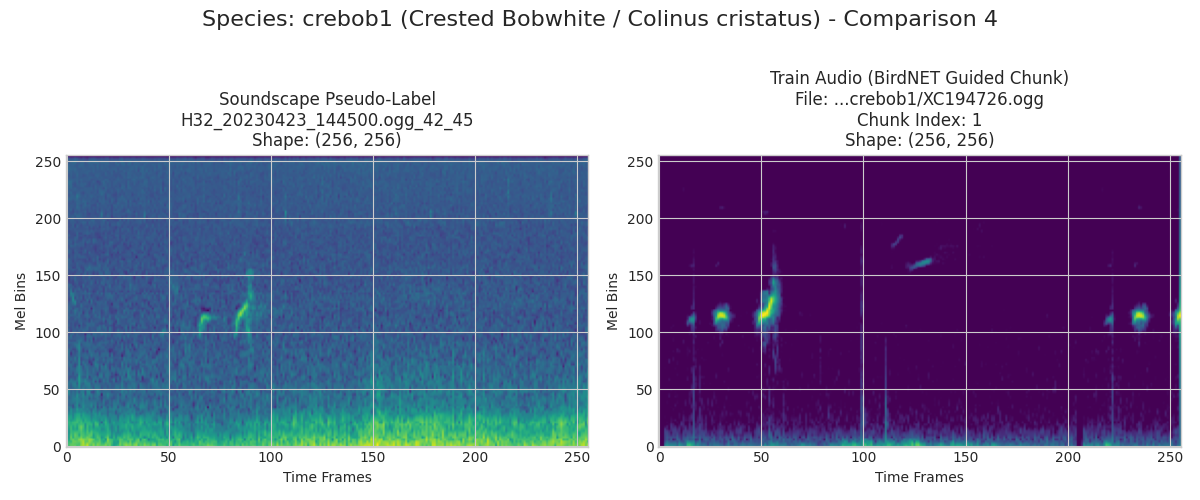 Species: crebob1 (Crested Bobwhite / Colinus cristatus) - Comparison 4
Soundscape Pseudo-Label
H32_20230423_144500.ogg_42_45
Shape: (256, 256)
250
200
150
100
50
0
Mel Bins
0 50 100 150 200 250
Time Frames
Train Audio (BirdNET Guided Chunk)
File: ...crebob1/XC194726.ogg
Chunk Index: 1
Shape: (256, 256)
250
200
150
100
50
0
Mel Bins
0 50 100 150 200 250
Time Frames